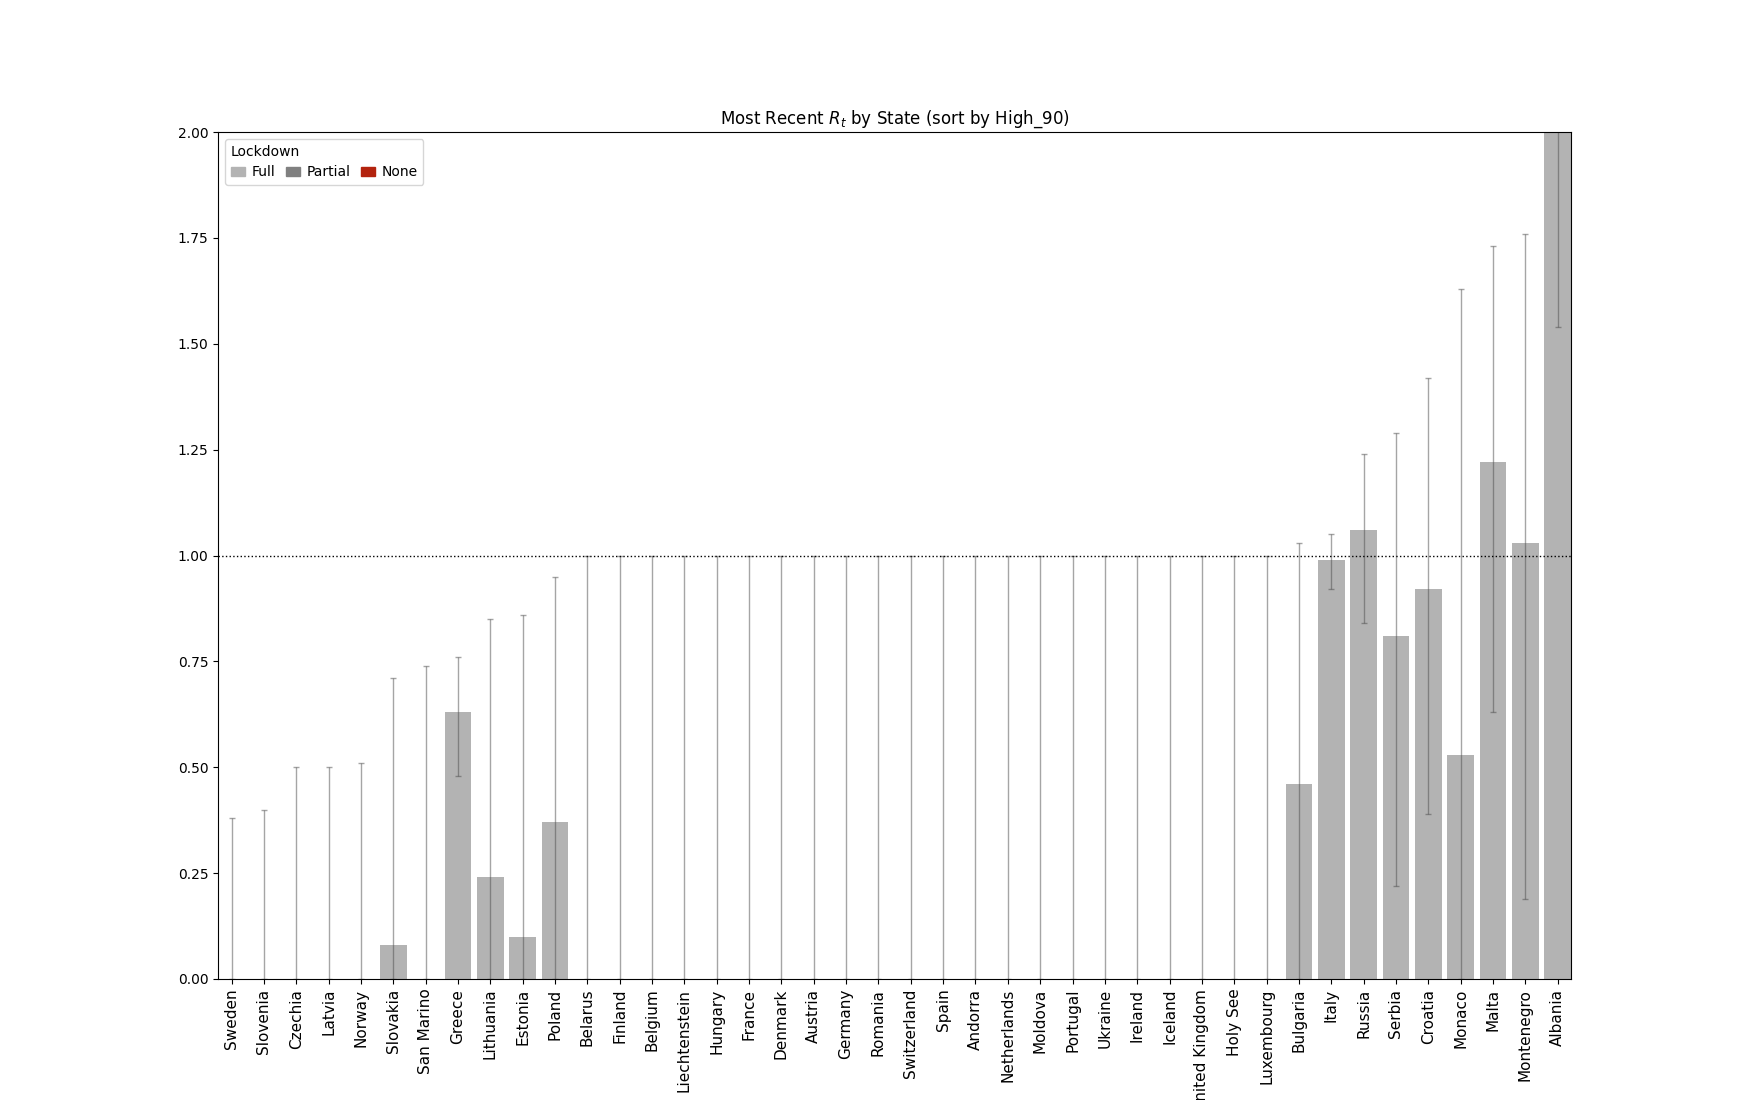 Most Recent R_t by State (sort by High_90)
Lockdown
Full Partial None
2.00
1.75
1.50
1.25
1.00
0.75
0.50
0.25
0.00
Sweden
Slovenia
Czechia
Latvia
Norway
Slovakia
San Marino
Greece
Lithuania
Estonia
Poland
Belarus
Finland
Belgium
Liechtenstein
Hungary
France
Denmark
Austria
Germany
Romania
Switzerland
Spain
Andorra
Netherlands
Moldova
Portugal
Ukraine
Ireland
Iceland
nited Kingdom
Holy See
Luxembourg
Bulgaria
Italy
Russia
Serbia
Croatia
Monaco
Malta
Montenegro
Albania